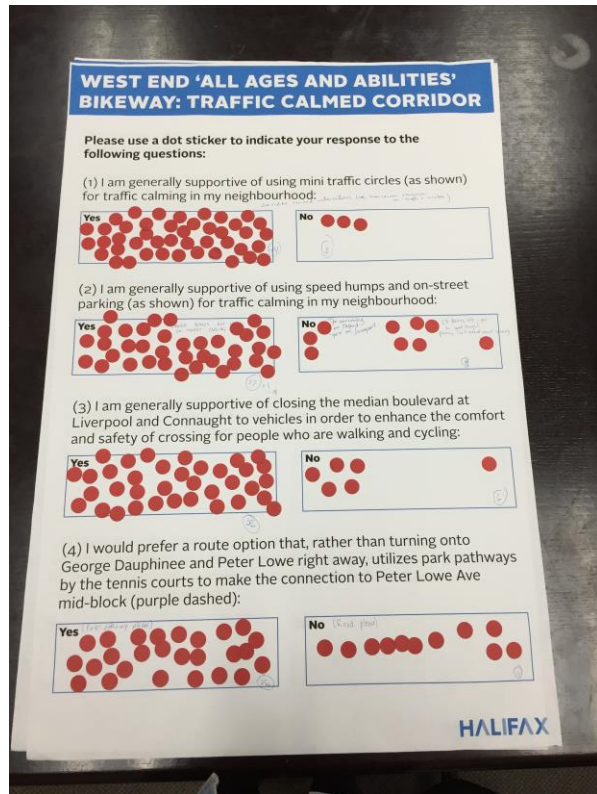 WEST END 'ALL AGES AND ABILITIES'
BIKEWAY: TRAFFIC CALMED CORRIDOR
Please use a dot sticker to indicate your response to the
following questions:
(1) I am generally supportive of using mini traffic circles (as shown)
for traffic calming in my neighbourhood:
Yes
No
(2) I am generally supportive of using speed humps and on-street
parking (as shown) for traffic calming in my neighbourhood:
Yes
No
(3) I am generally supportive of closing the median boulevard at
Liverpool and Connaught to vehicles in order to enhance the comfort
and safety of crossing for people who are walking and cycling:
Yes
No
(4) I would prefer a route option that, rather than turning onto
George Dauphinee and Peter Lowe right away, utilizes park pathways
by the tennis courts to make the connection to Peter Lowe Ave
mid-block (purple dashed):
Yes
No
HALIFAX